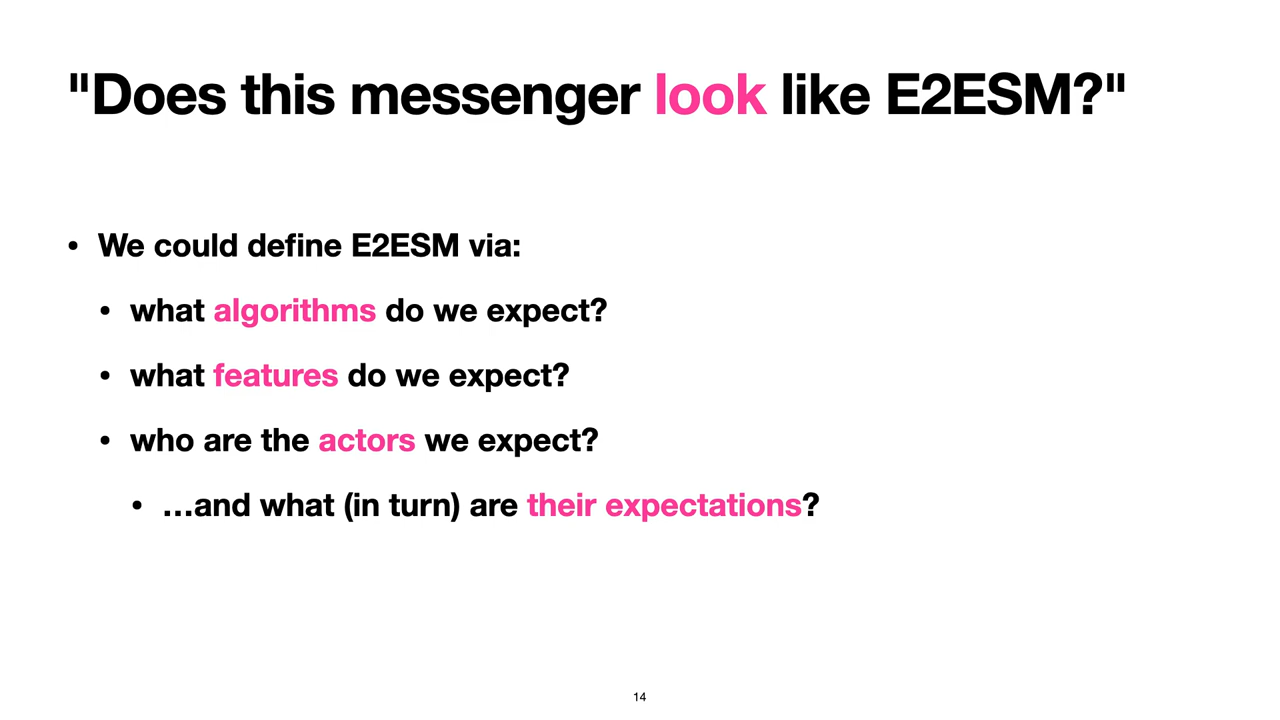 "Does this messenger look like E2ESM?"
• We could define E2ESM via:
• what algorithms do we expect?
• what features do we expect?
• who are the actors we expect?
• …and what (in turn) are their expectations?
14